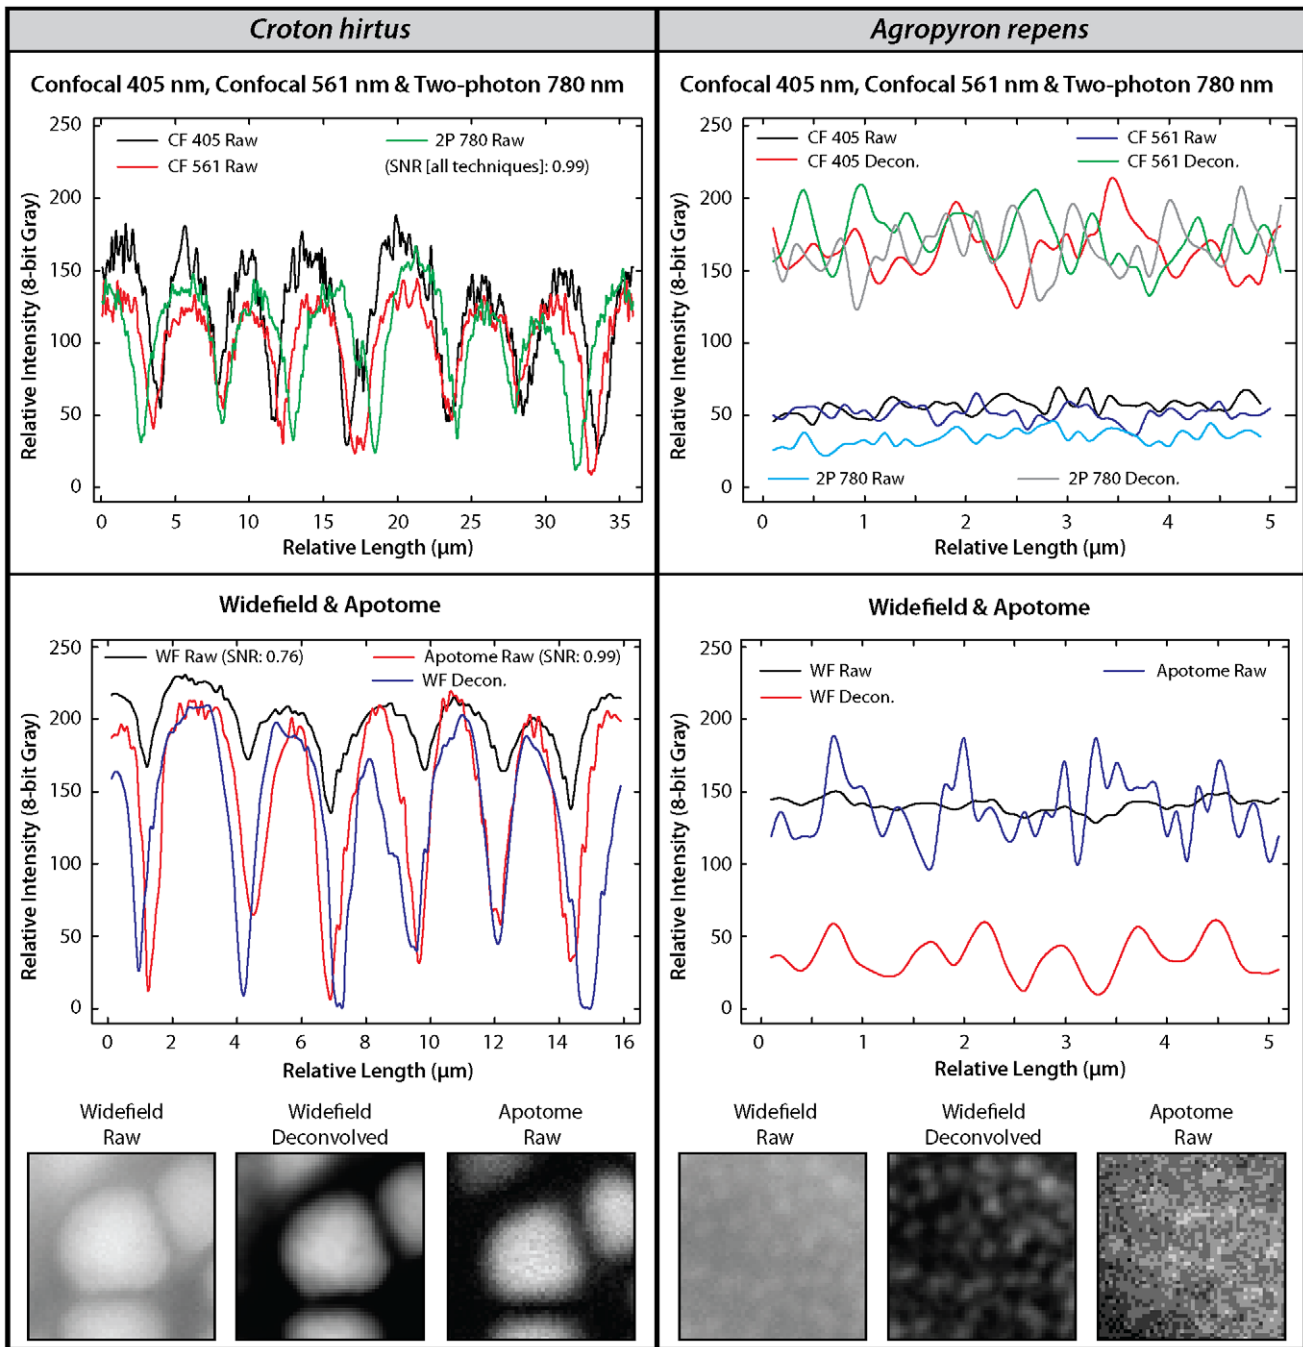 Croton hirtus
Agropyron repens
Confocal 405 nm, Confocal 561 nm & Two-photon 780 nm
250
200
150
100
50
0
Relative Intensity (8-bit Gray)
CF 405 Raw
2P 780 Raw
CF 561 Raw
(SNR [all techniques]: 0.99)
0 5 10 15 20 25 30 35
Relative Length (µm)
Confocal 405 nm, Confocal 561 nm & Two-photon 780 nm
250
200
150
100
50
0
Relative Intensity (8-bit Gray)
CF 405 Raw
CF 561 Raw
CF 405 Decon.
CF 561 Decon.
2P 780 Raw
2P 780 Decon.
0 1 2 3 4 5
Relative Length (µm)
Widefield & Apotome
250
200
150
100
50
0
Relative Intensity (8-bit Gray)
WF Raw (SNR: 0.76)
Apotome Raw (SNR: 0.99)
WF Decon.
0 2 4 6 8 10 12 14 16
Relative Length (µm)
Widefield & Apotome
250
200
150
100
50
0
Relative Intensity (8-bit Gray)
WF Raw
Apotome Raw
WF Decon.
0 1 2 3 4 5
Relative Length (µm)
Widefield
Raw
Widefield
Deconvolved
Apotome
Raw
Widefield
Raw
Widefield
Deconvolved
Apotome
Raw